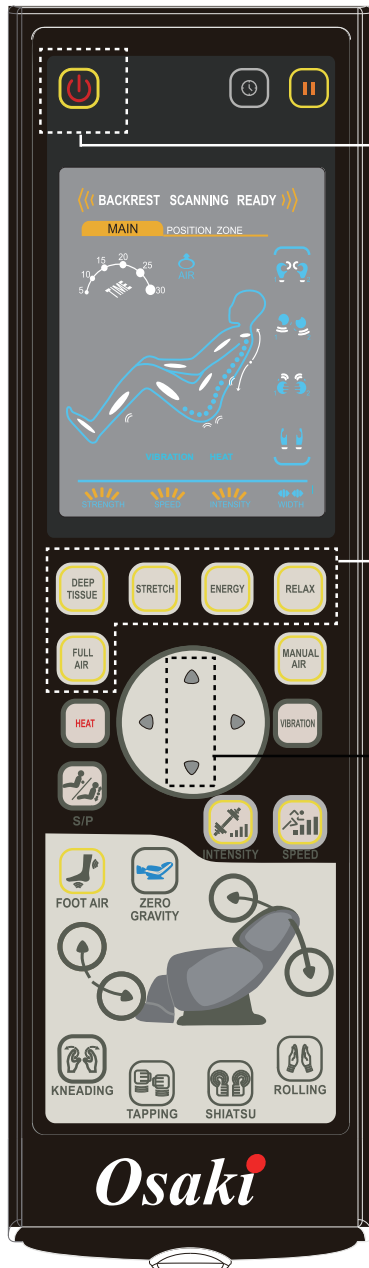 ((( BACKREST SCANNING READY )))
MAIN POSITION ZONE
5 10 15 20 25 30
TIME
AIR
VIBRATION HEAT
STRENGTH SPEED INTENSITY WIDTH
DEEP
TISSUE
STRETCH
ENERGY
RELAX
FULL
AIR
MANUAL
AIR
HEAT
VIBRATION
S/P
INTENSITY
SPEED
FOOT AIR
ZERO
GRAVITY
KNEADING
TAPPING
SHIATSU
ROLLING
Osaki